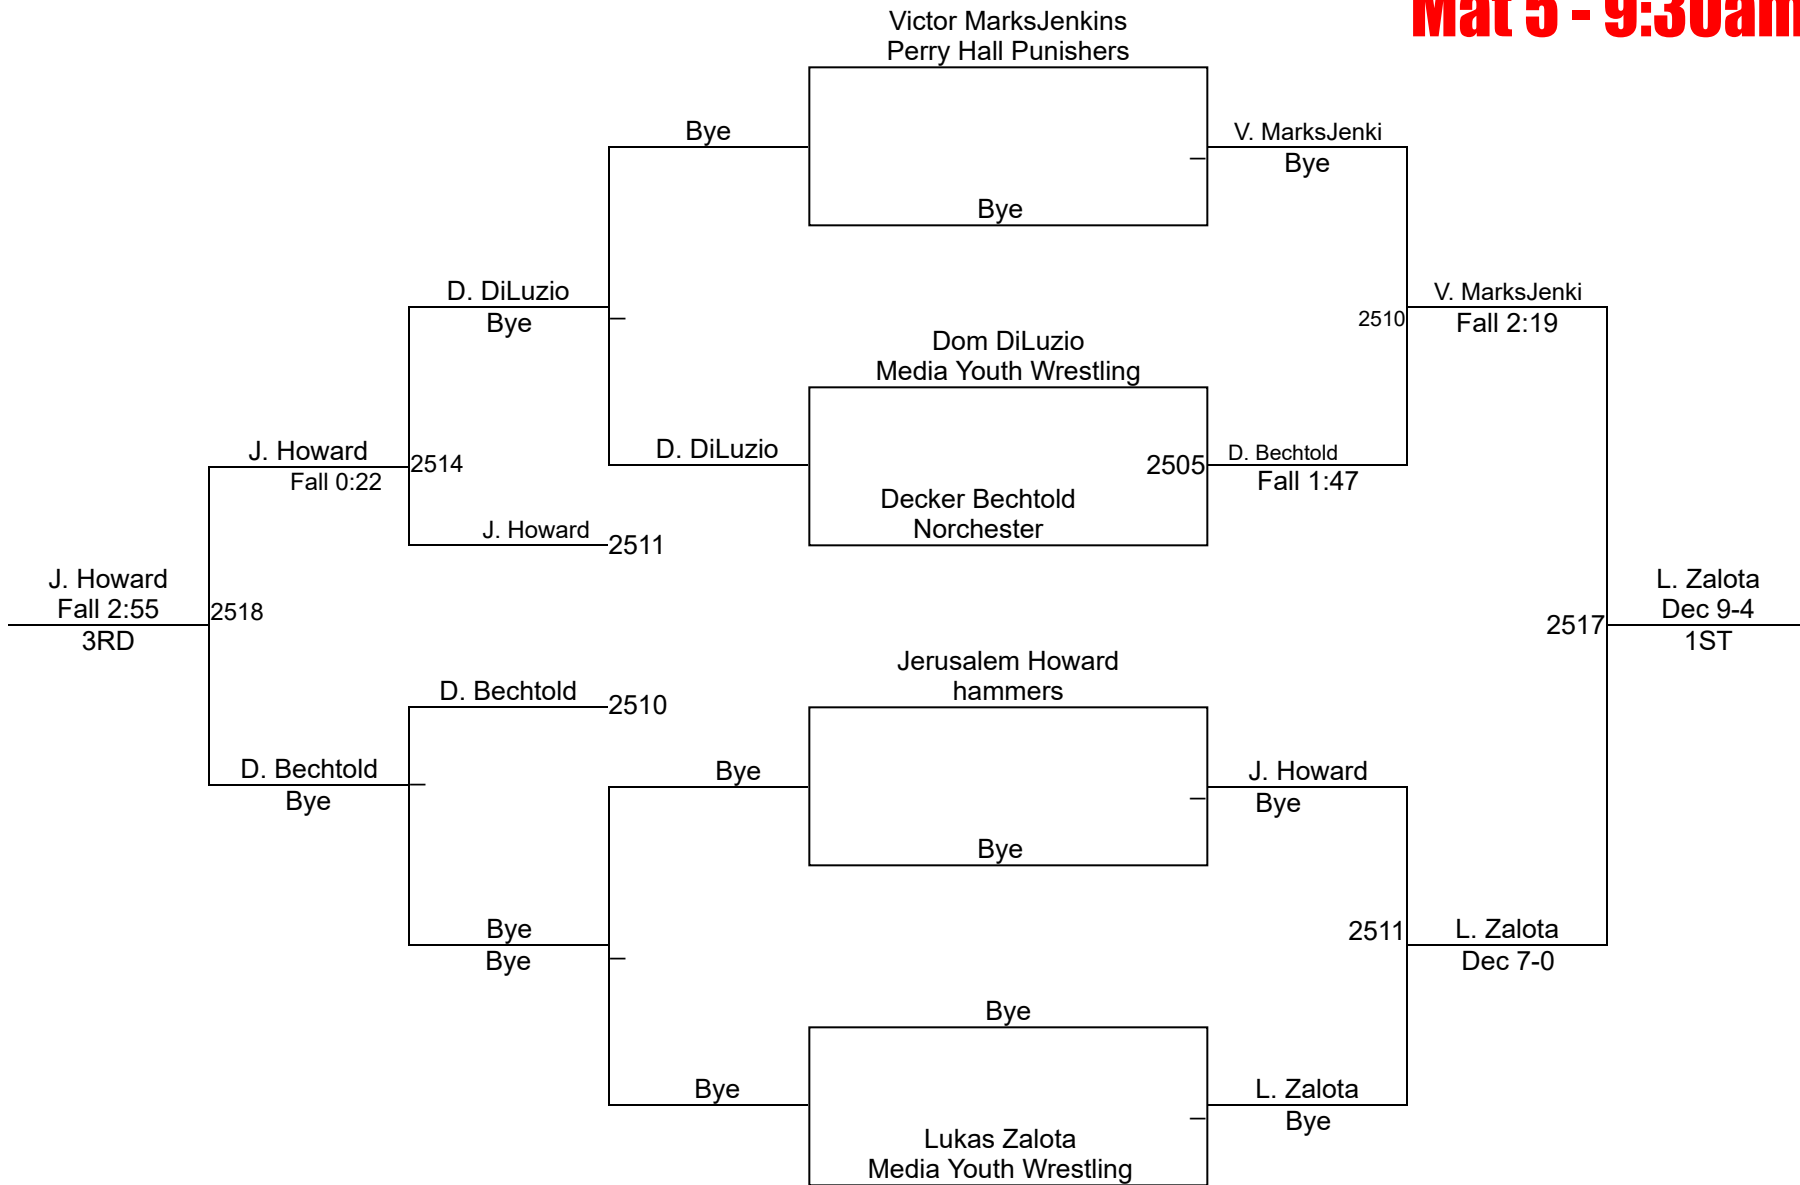 Mat 5 - 9:30am
Victor MarksJenkins
Perry Hall Punishers
Bye
V. MarksJenki
Bye
Bye
D. DiLuzio
Bye
V. MarksJenki
2510
Fall 2:19
Dom DiLuzio
Media Youth Wrestling
J. Howard
Fall 0:22
2514
D. DiLuzio
2505
D. Bechtold
Fall 1:47
Decker Bechtold
Norchester
J. Howard
2511
J. Howard
Fall 2:55
3RD
2518
2517
L. Zalota
Dec 9-4
1ST
Jerusalem Howard
hammers
D. Bechtold
2510
D. Bechtold
Bye
Bye
J. Howard
Bye
Bye
Bye
Bye
2511
L. Zalota
Dec 7-0
Bye
Bye
L. Zalota
Bye
Lukas Zalota
Media Youth Wrestling